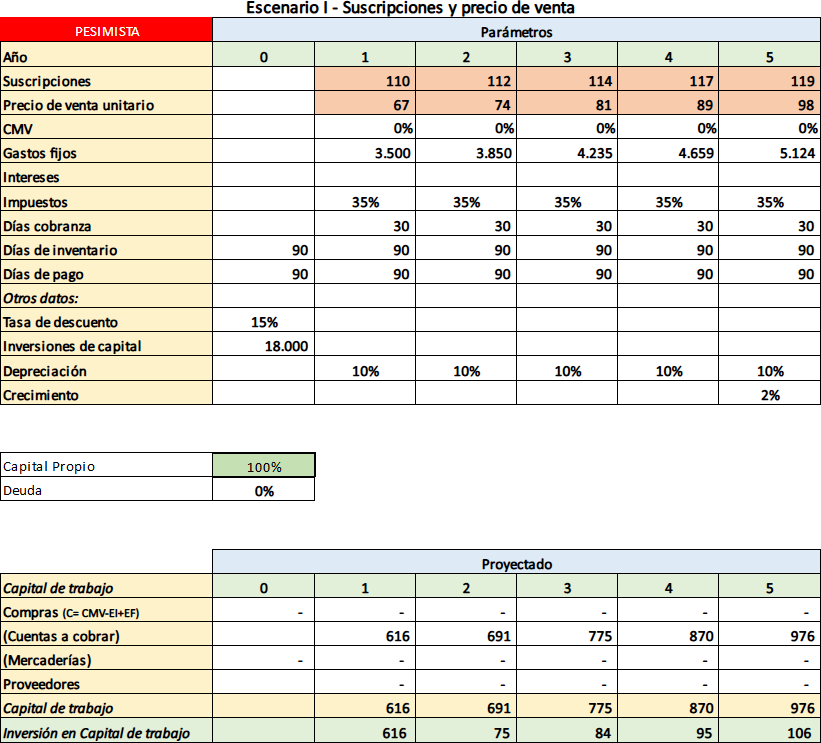 Escenario I - Suscripciones y precio de venta
PESIMISTA Parámetros
Año 0 1 2 3 4 5
Suscripciones 110 112 114 117 119
Precio de venta unitario 67 74 81 89 98
CMV 0% 0% 0% 0% 0%
Gastos fijos 3.500 3.850 4.235 4.659 5.124
Intereses
Impuestos 35% 35% 35% 35% 35%
Días cobranza 30 30 30 30 30
Días de inventario 90 90 90 90 90 90
Días de pago 90 90 90 90 90 90
Otros datos:
Tasa de descuento 15%
Inversiones de capital 18.000
Depreciación 10% 10% 10% 10% 10%
Crecimiento 2%
Capital Propio 100%
Deuda 0%
Proyectado
Capital de trabajo 0 1 2 3 4 5
Compras (C= CMV-EI+EF) - - - - - -
(Cuentas a cobrar) 616 691 775 870 976
(Mercaderías) - - - - - -
Proveedores - - - - -
Capital de trabajo 616 691 775 870 976
Inversión en Capital de trabajo 616 75 84 95 106